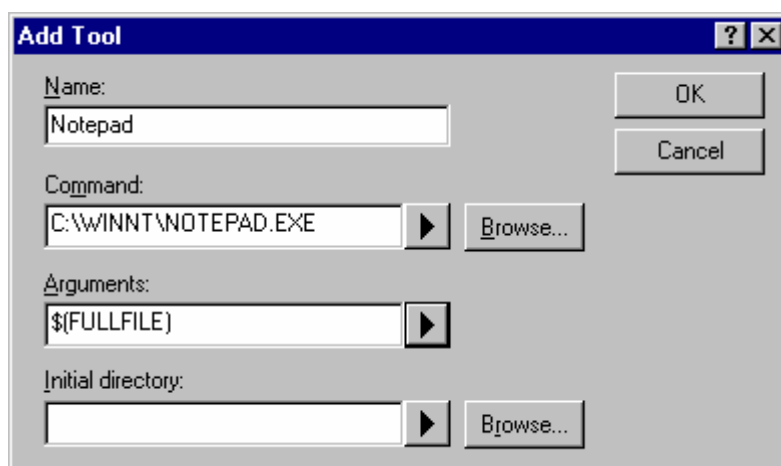 Add Tool
Name:
OK
Notepad
Cancel
Command:
C:\WINNT\NOTEPAD.EXE
Browse...
Arguments:
$(FULLFILE)
Initial directory:
Browse...